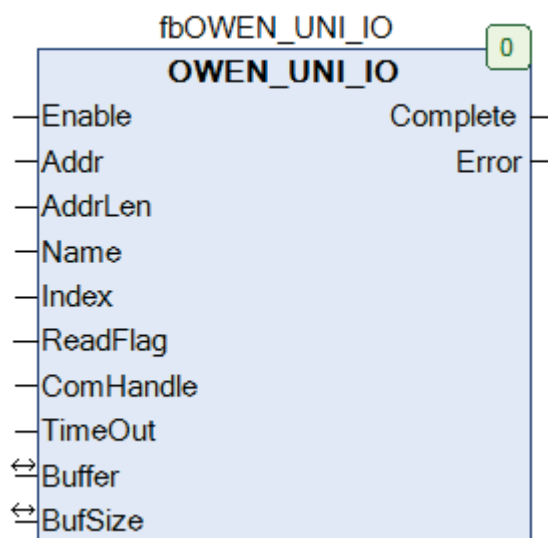 fbOWEN_UNI_IO
0
OWEN_UNI_IO
Enable Complete
Addr Error
AddrLen
Name
Index
ReadFlag
ComHandle
TimeOut
Buffer
BufSize